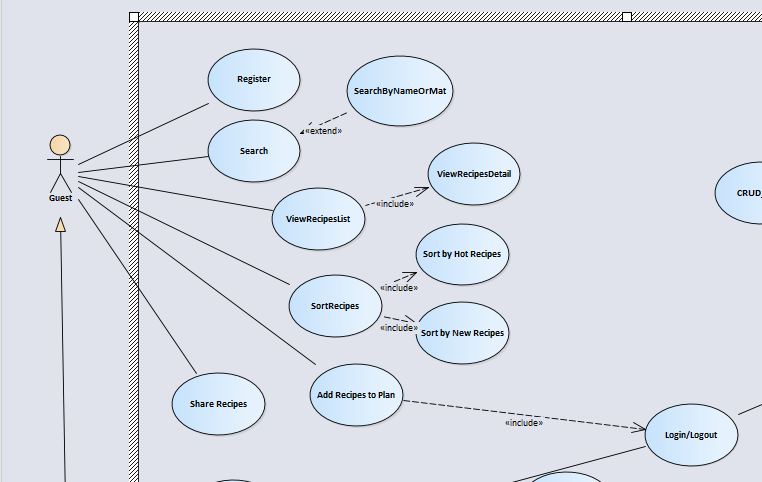 Register
SearchByNameOrMat
«extend»
Search
Guest
ViewRecipesDetail
CRUD_
«include»
ViewRecipesList
Sort by Hot Recipes
«include»
SortRecipes
«include»
Sort by New Recipes
Add Recipes to Plan
Share Recipes
«include»
Login/Logout